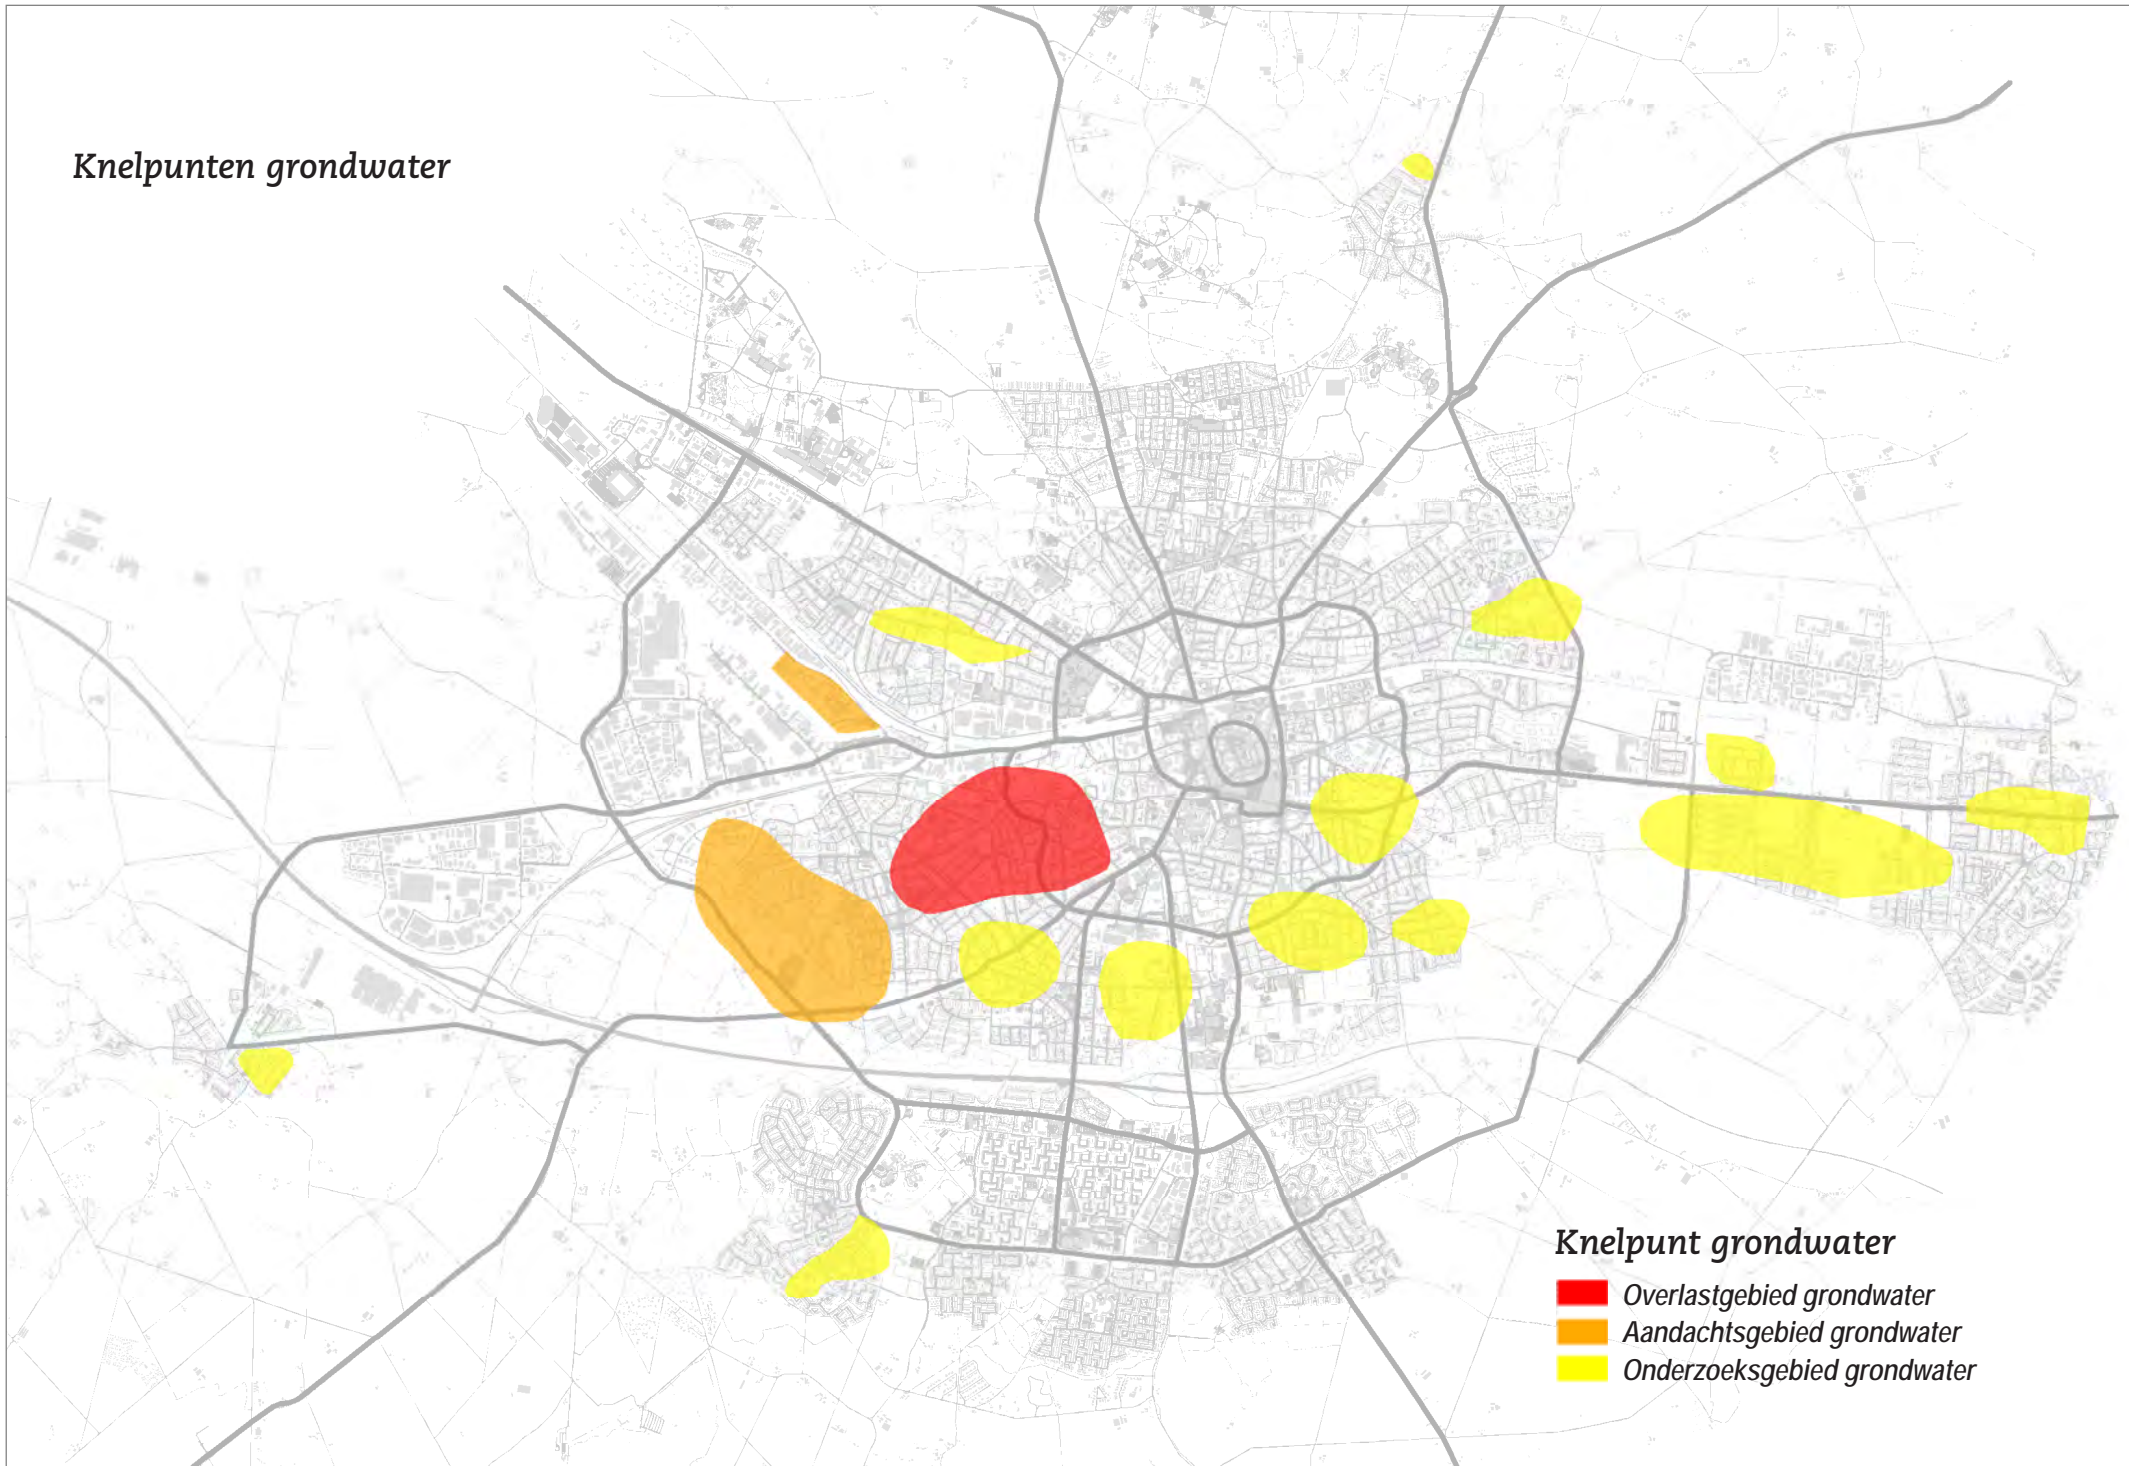 Knelpunten grondwater
Knelpunt grondwater
Overlastgebied grondwater
Aandachtsgebied grondwater
Onderzoeksgebied grondwater